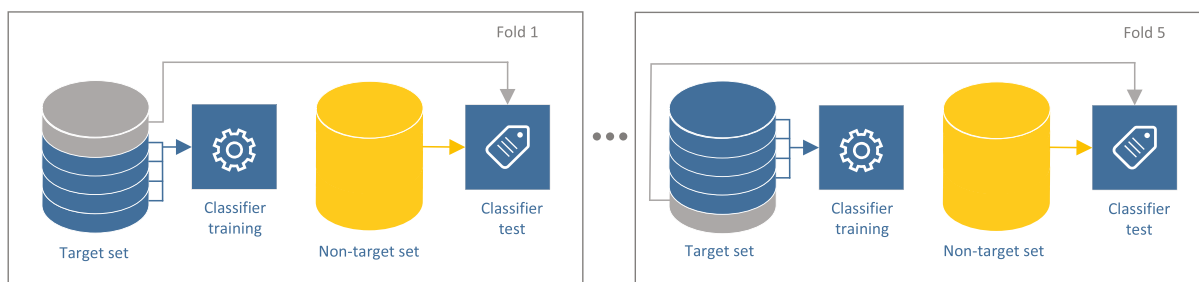 Fold 1
Classifier
training
Target set
Non-target set
Classifier
test
Fold 5
Classifier
training
Target set
Non-target set
Classifier
test